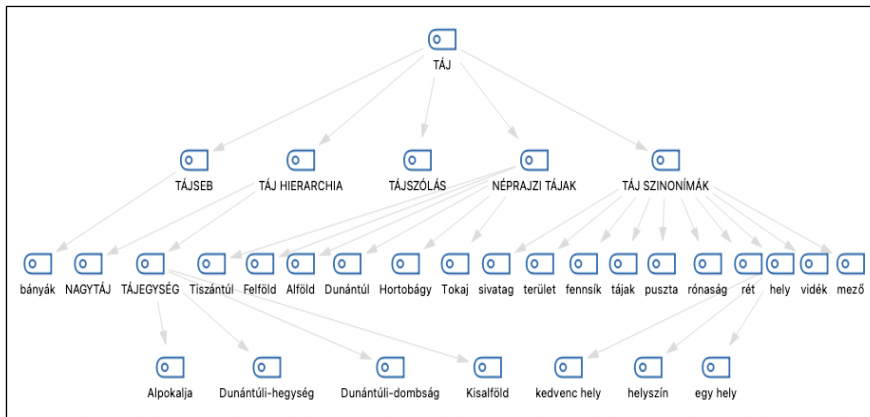 TÁJ
TÁJSEB TÁJ HIERARCHIA TÁJSZÓLÁS NÉPRAJZI TÁJAK TÁJ SZINONÍMÁK
bányák NAGYTÁJ TÁJEGYSÉG Tiszántúl Felföld Alföld Dunántúl Hortobágy Tokaj sivatag terület fennsík tájak puszta rónaság rét hely vidék mező
Alpokalja Dunántúli-hegység Dunántúli-dombság Kisalföld kedvenc hely helyszín egy hely